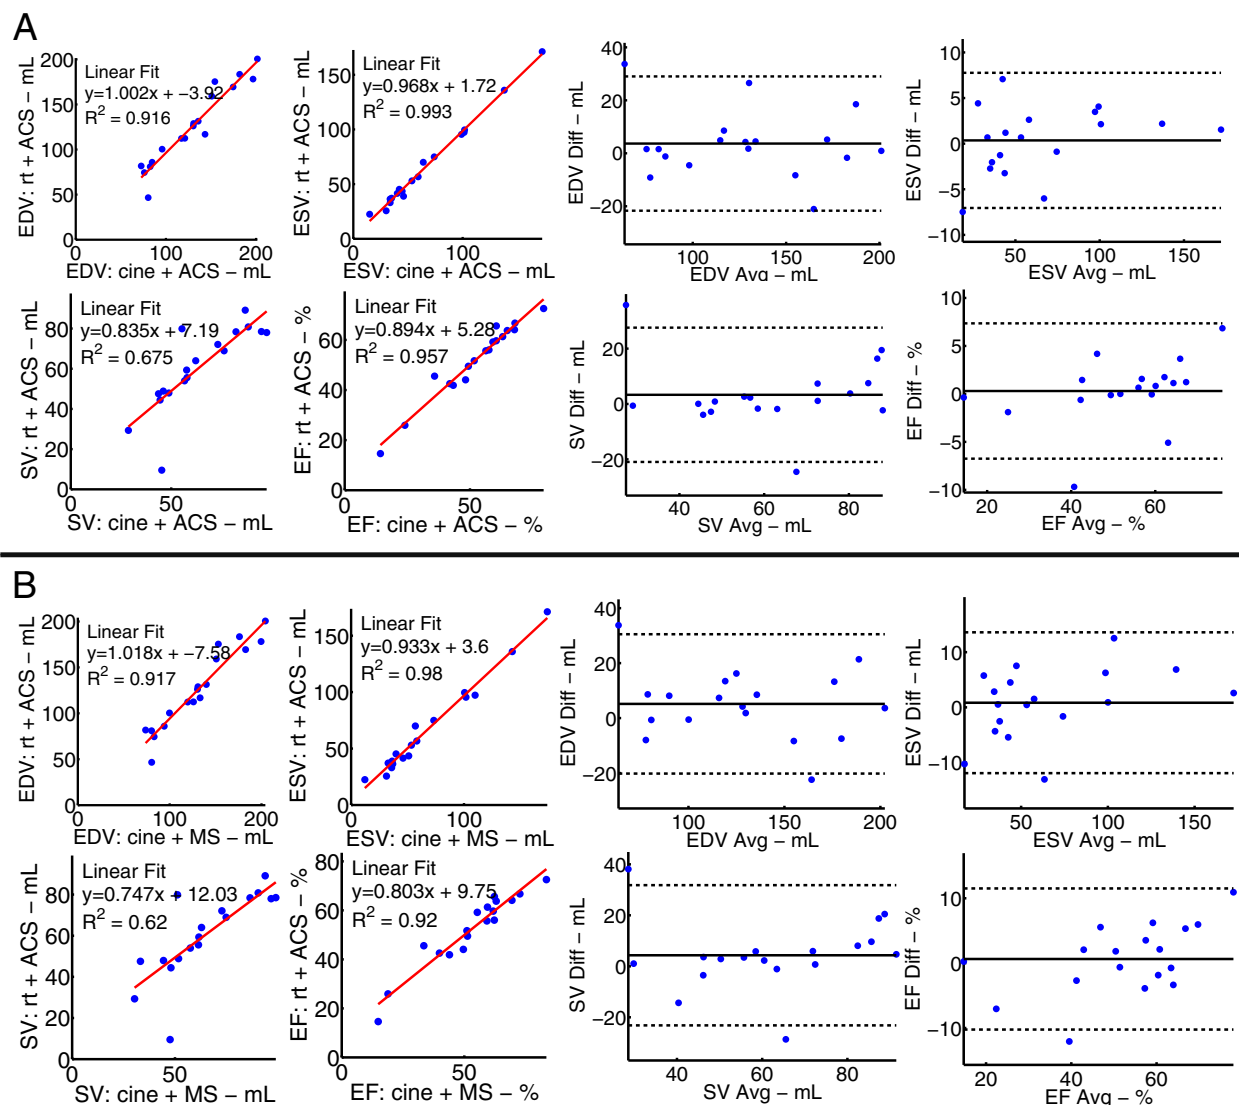 A
EDV: rt + ACS – mL
200
150
100
50
0
Linear Fit
y=1.002x + −3.92
R2 = 0.916
0 100 200
EDV: cine + ACS – mL
ESV: rt + ACS – mL
150
100
50
0
Linear Fit
y=0.968x + 1.72
R2 = 0.993
0 100
ESV: cine + ACS – mL
EDV Diff – mL
40
20
0
−20
100 150 200
EDV Avg – mL
ESV Diff – mL
10
5
0
−5
−10
50 100 150
ESV Avg – mL
SV: rt + ACS – mL
80
60
40
20
0
Linear Fit
y=0.835x + 7.19
R2 = 0.675
0 50
SV: cine + ACS – mL
EF: rt + ACS – %
60
40
20
0
Linear Fit
y=0.894x + 5.28
R2 = 0.957
0 50
EF: cine + ACS – %
SV Diff – mL
20
0
−20
40 60 80
SV Avg – mL
EF Diff – %
10
5
0
−5
−10
20 40 60
EF Avg – %
B
EDV: rt + ACS – mL
200
150
100
50
0
Linear Fit
y=1.018x + −7.58
R2 = 0.917
0 100 200
EDV: cine + MS – mL
ESV: rt + ACS – mL
150
100
50
0
Linear Fit
y=0.933x + 3.6
R2 = 0.98
0 100
ESV: cine + MS – mL
EDV Diff – mL
40
20
0
−20
100 150 200
EDV Avg – mL
ESV Diff – mL
10
0
−10
50 100 150
ESV Avg – mL
SV: rt + ACS – mL
80
60
40
20
0
Linear Fit
y=0.747x + 12.03
R2 = 0.62
0 50
SV: cine + MS – mL
EF: rt + ACS – %
80
60
40
20
0
Linear Fit
y=0.803x + 9.75
R2 = 0.92
0 50
EF: cine + MS – %
SV Diff – mL
40
20
0
−20
40 60 80
SV Avg – mL
EF Diff – %
10
0
−10
20 40 60
EF Avg – %